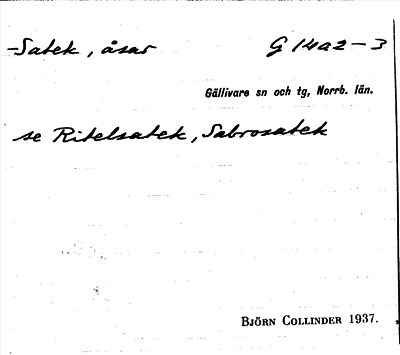 -Satek, åsar G 14a2-3
Gällivare sn och tg, Norrb. län.
se Ritelsatek, Sabrosatek
Björn Collinder 1937.